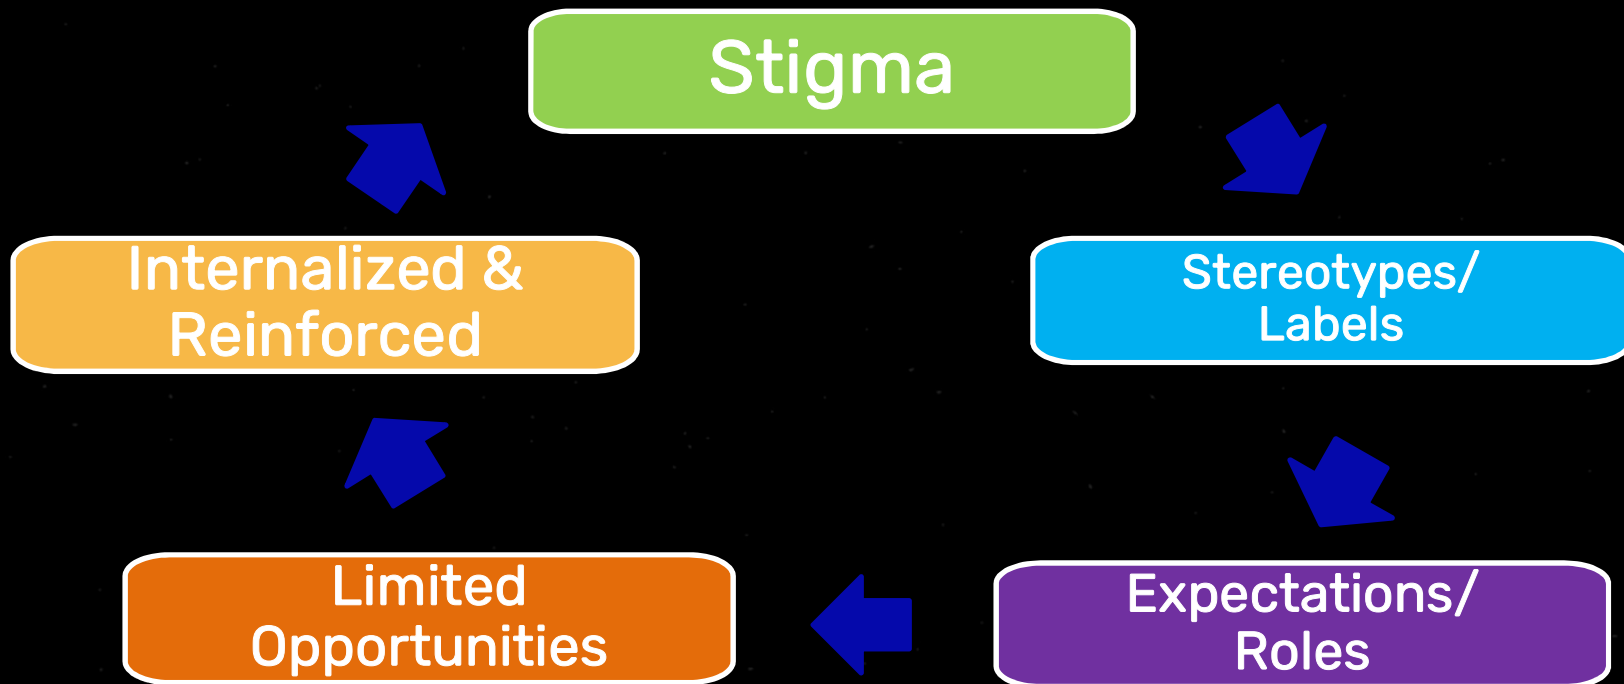 Stigma
Stereotypes/
Labels
Expectations/
Roles
Limited
Opportunities
Internalized &
Reinforced